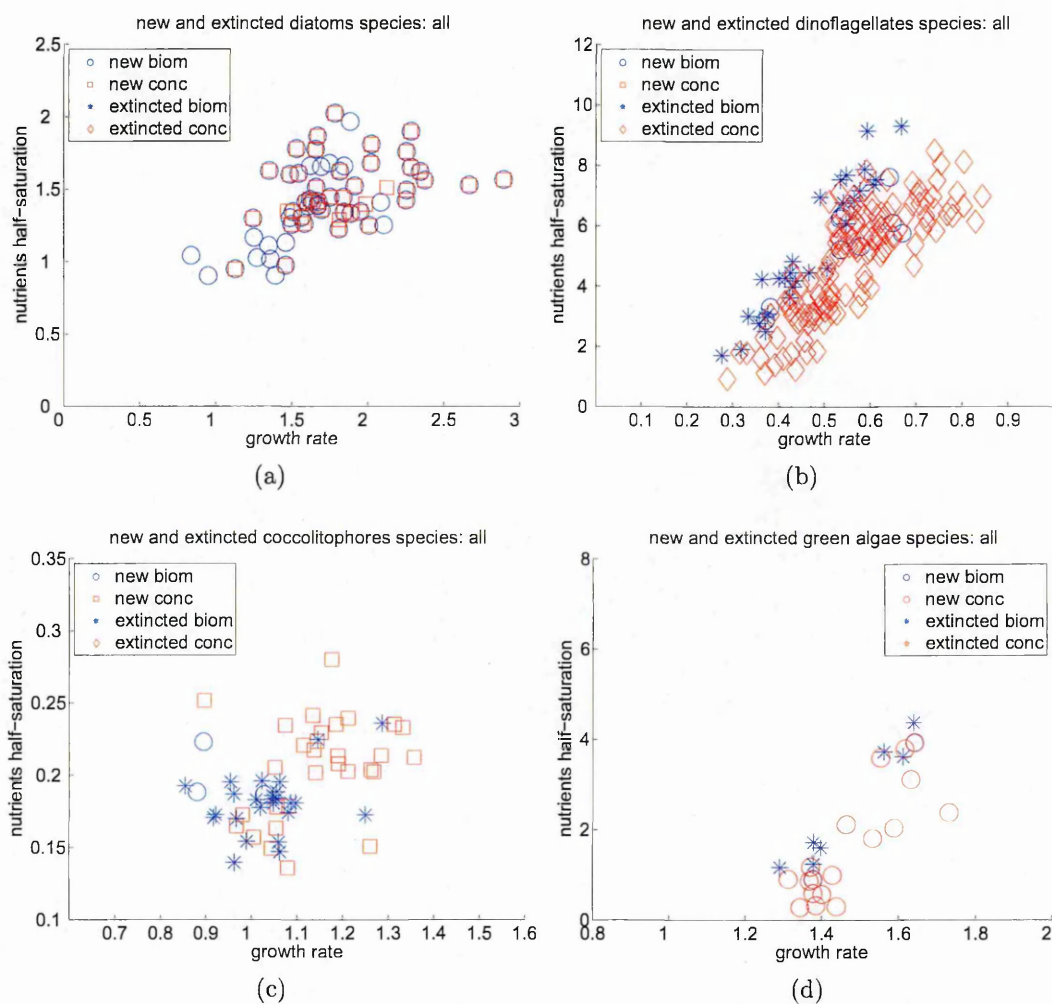 new and extincted diatoms species: all
2.5
2
1.5
1
0.5
0
nutrients half-saturation
new biom
new conc
extincted biom
extincted conc
0 0.5 1 1.5 2 2.5 3
growth rate
(a)
new and extincted dinoflagellates species: all
12
10
8
6
4
2
0
nutrients half-saturation
new biom
new conc
extincted biom
extincted conc
0.1 0.2 0.3 0.4 0.5 0.6 0.7 0.8 0.9
growth rate
(b)
new and extincted coccolitophores species: all
0.35
0.3
0.25
0.2
0.15
0.1
nutrients half-saturation
new biom
new conc
extincted biom
extincted conc
0.7 0.8 0.9 1 1.1 1.2 1.3 1.4 1.5 1.6
growth rate
(c)
new and extincted green algae species: all
8
6
4
2
0
nutrients half-saturation
new biom
new conc
extincted biom
extincted conc
0.8 1 1.2 1.4 1.6 1.8 2
growth rate
(d)